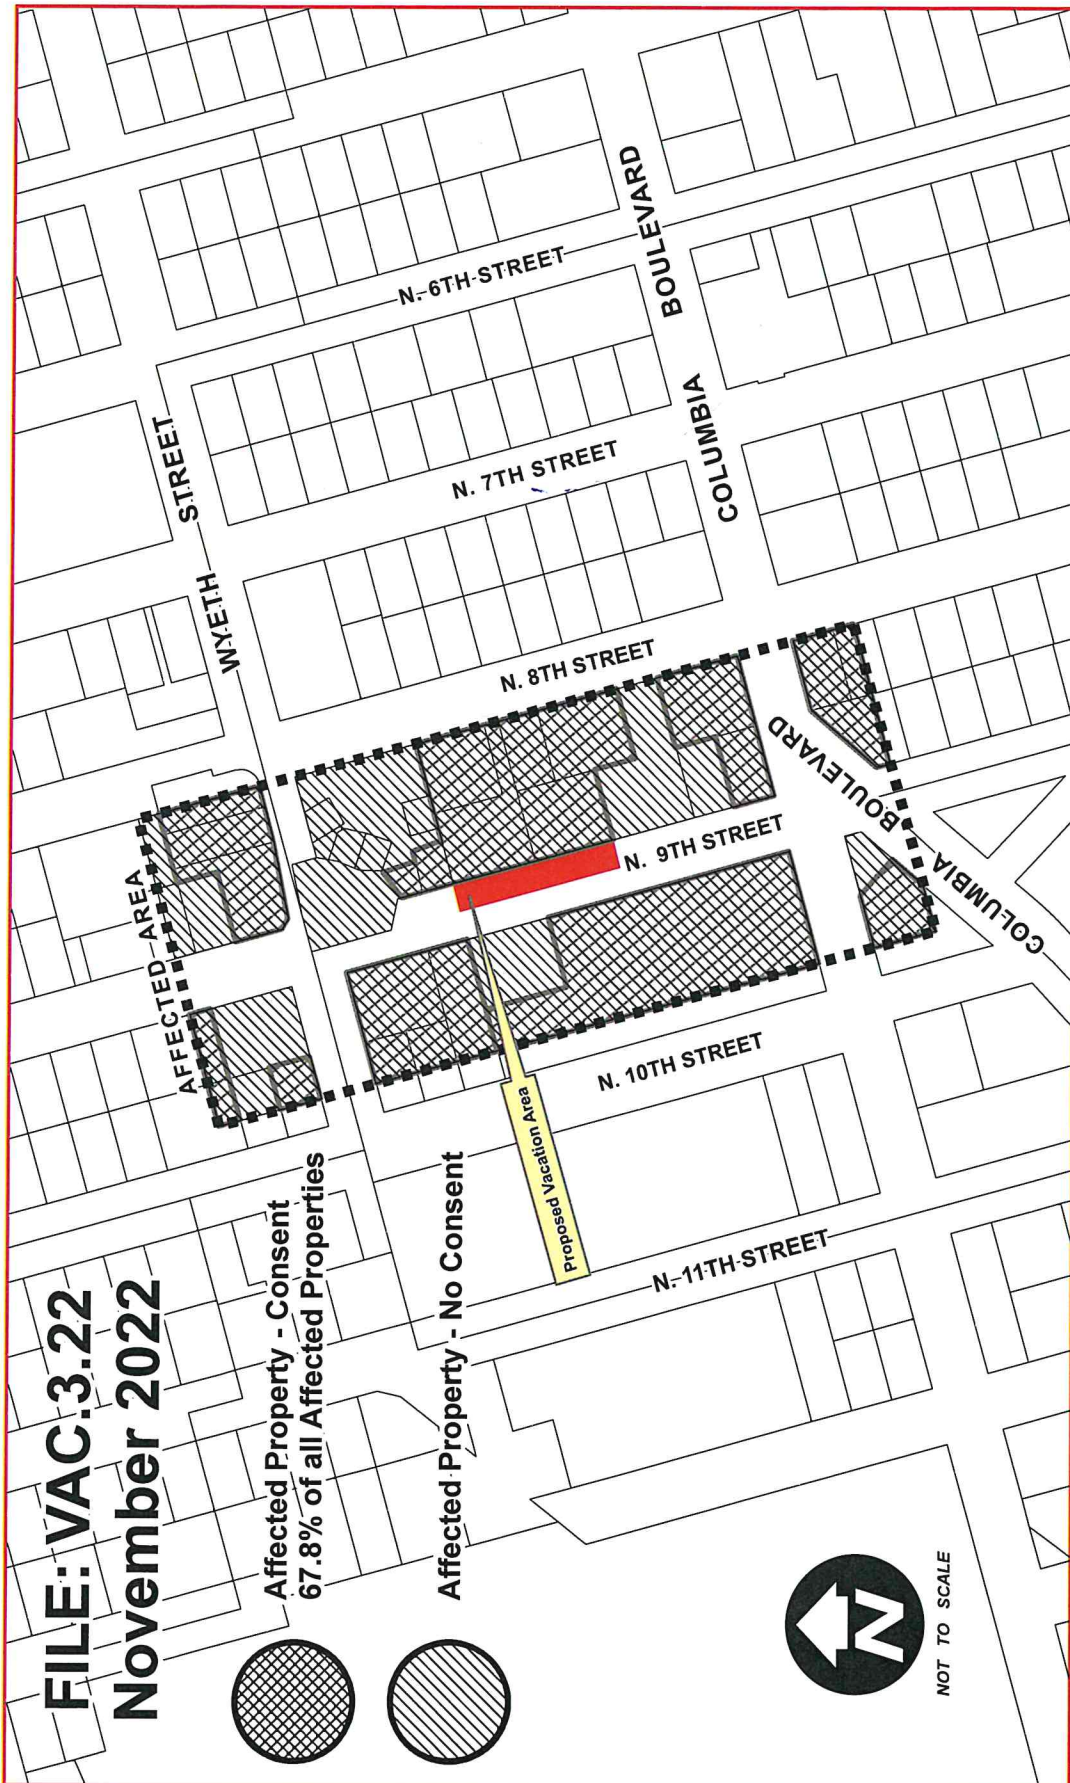 FILE: VAC.3.22
November 2022
Affected Property - Consent
67.8% of all Affected Properties
Affected Property - No Consent
N
NOT TO SCALE
AFFECTED AREA
WYETH STREET
N. 6TH STREET
N. 7TH STREET
N. 8TH STREET
N. 9TH STREET
N. 10TH STREET
N. 11TH STREET
COLUMBIA BOULEVARD
COLUMBIA BOULEVARD
Proposed Vacation Area